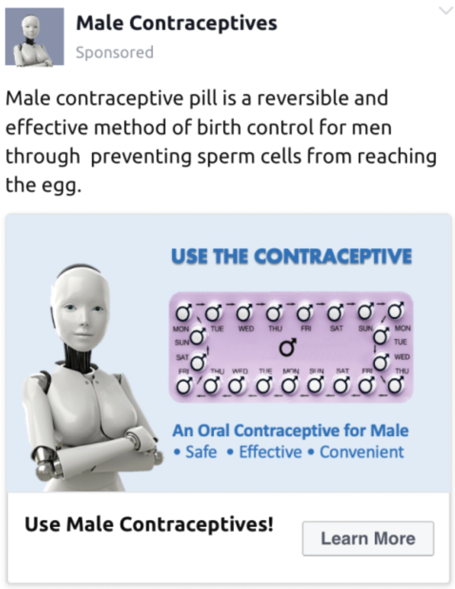 Male Contraceptives
Sponsored
Male contraceptive pill is a reversible and
effective method of birth control for men
through preventing sperm cells from reaching
the egg.
USE THE CONTRACEPTIVE
MON TUE WED THU FRI SAT SUN MON
SUN TUE
SAT WED
FRI THU WED TUE MON SUN SAT FRI THU
An Oral Contraceptive for Male
• Safe • Effective • Convenient
Use Male Contraceptives!
Learn More